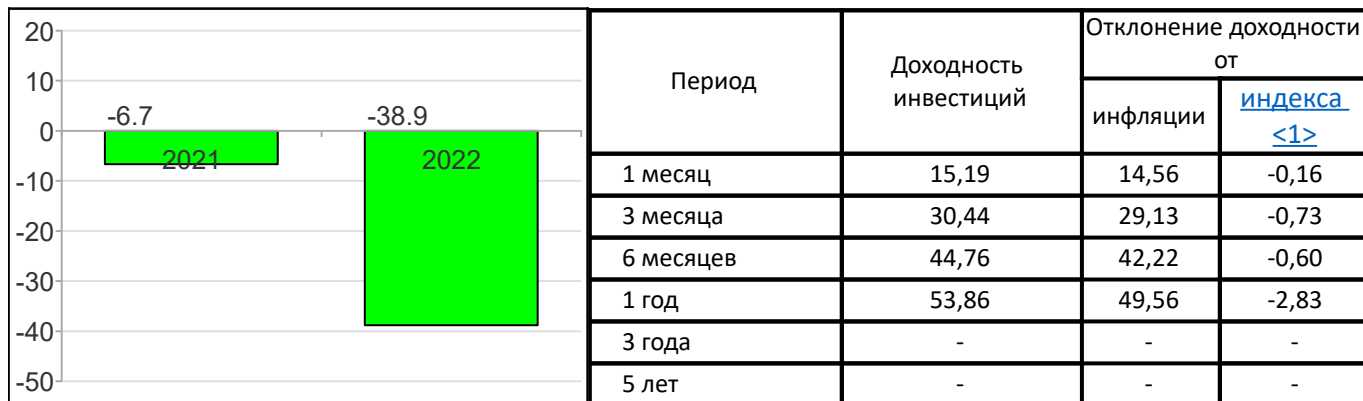 20
10
0
-10
-20
-30
-40
-50
-6.7
-38.9
2021
2022
Период
Доходность
инвестиций
Отклонение доходности
от
инфляции
индекса
<1>
1 месяц 15,19 14,56 -0,16
3 месяца 30,44 29,13 -0,73
6 месяцев 44,76 42,22 -0,60
1 год 53,86 49,56 -2,83
3 года - - -
5 лет - - -